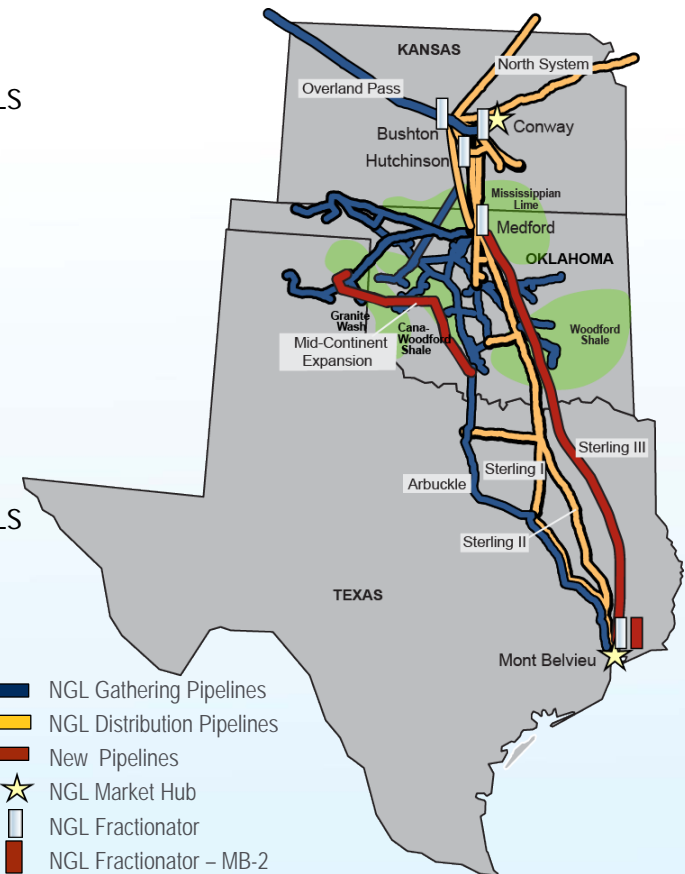 KANSAS
North System
Overland Pass
LS
Bushton
Conway
Hutchinson
Mississippian
Lime
Medford
OKLAHOMA
Granite
Wash
Cana-
Woodford
Shale
Woodford
Shale
Mid-Continent
Expansion
Sterling III
Sterling I
Arbuckle
LS
Sterling II
TEXAS
Mont Belvieu
NGL Gathering Pipelines
NGL Distribution Pipelines
New Pipelines
NGL Market Hub
NGL Fractionator
NGL Fractionator – MB-2